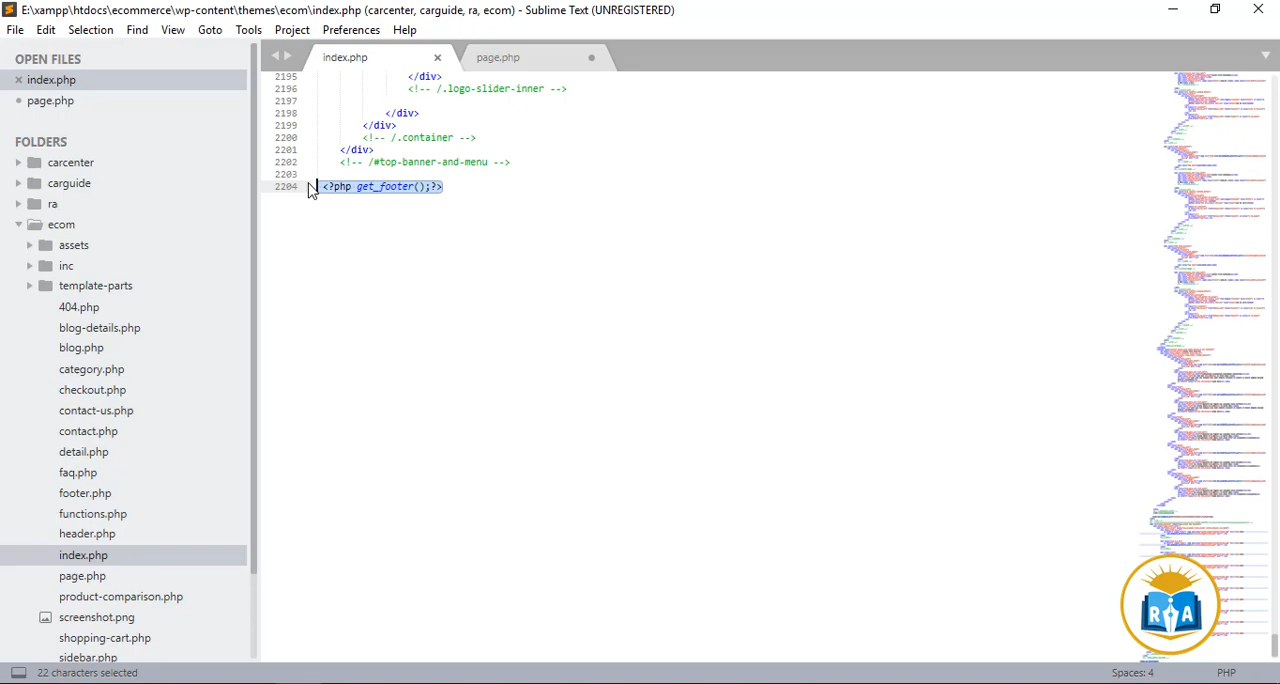 E:\xampp\htdocs\ecommerce\wp-content\themes\ecom\index.php (carcenter, carguide, ra, ecom) - Sublime Text (UNREGISTERED)
File Edit Selection Find View Goto Tools Project Preferences Help
OPEN FILES
index.php
page.php
FOLDERS
carcenter
carguide
ra
ecom
assets
inc
template-parts
404.php
blog-details.php
blog.php
category.php
checkout.php
contact-us.php
contact.php
detail.php
faq.php
footer.php
functions.php
header.php
index.php
page.php
product-comparison.php
screenshot.png
shopping-cart.php
sidebar.php
index.php page.php
2195 </div>
2196 <!-- /.logo-slider-inner -->
2197
2198 </div>
2199 </div>
2200 <!-- /.container -->
2201 </div>
2202 <!-- /#top-banner-and-menu -->
2203
2204 <?php get_footer();?>
RA
22 characters selected Spaces: 4 PHP